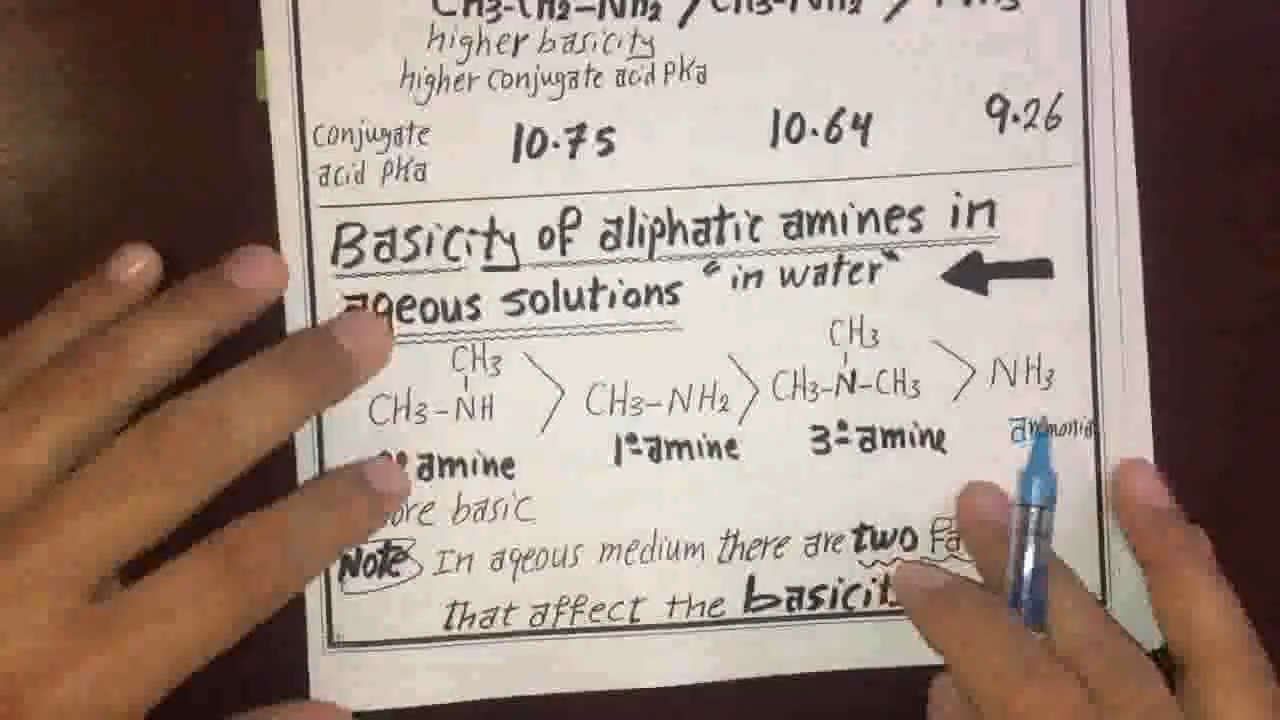 higher basicity
higher conjugate acid PKa
conjugate acid PKa 10.75 10.64 9.26
Basicity of aliphatic amines in
aqeous solutions "in water"
CH3-NH > CH3-NH2 > CH3-N-CH3 > NH3
CH3 CH3
amine 1° amine 3° amine ammonia
basic
Note In aqeous medium there are two
that affect the